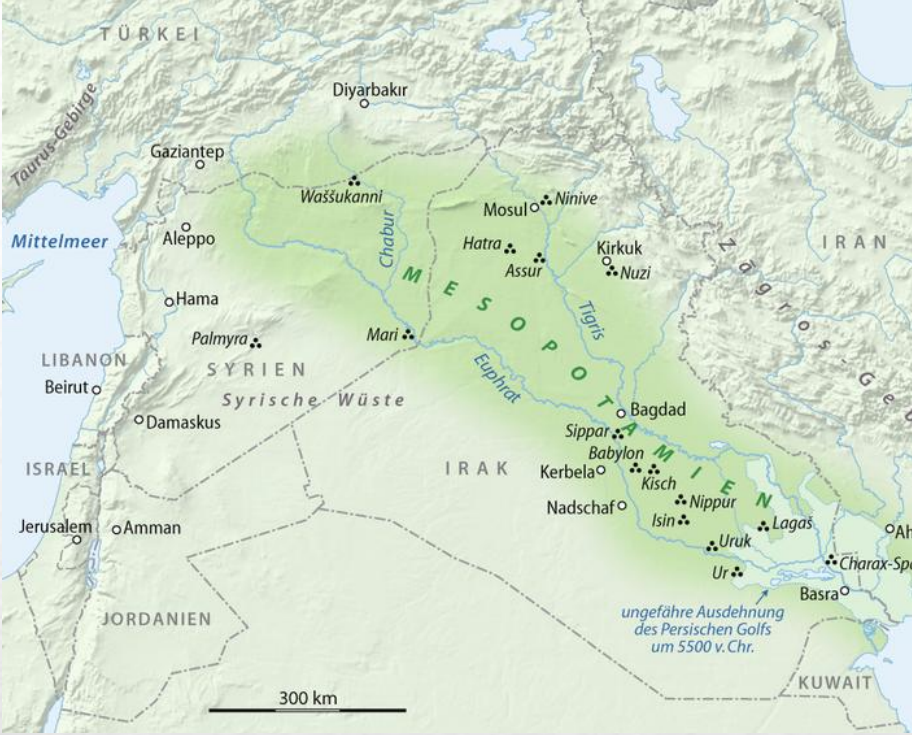 TÜRKEI
Diyarbakır
Taurus-Gebirge
Gaziantep
Waššukanni
Ninive
Mosul
Mittelmeer
Aleppo
Chabur
Hatra
Assur
Kirkuk
Nuzi
IRAN
Zagros-Ge
MESOPOTAMIEN
Hama
Tigris
Palmyra
Mari
LIBANON
SYRIEN
Euphrat
Beirut
Syrische Wüste
Bagdad
Damaskus
Sippar
Babylon
ISRAEL
IRAK
Kerbela
Kisch
Nippur
Nadschaf
Isin
Lagaš
Jerusalem
Amman
Uruk
Ah
Ur
Charax-Spa
Basra
JORDANIEN
ungefähre Ausdehnung
des Persischen Golfs
um 5500 v. Chr.
KUWAIT
300 km